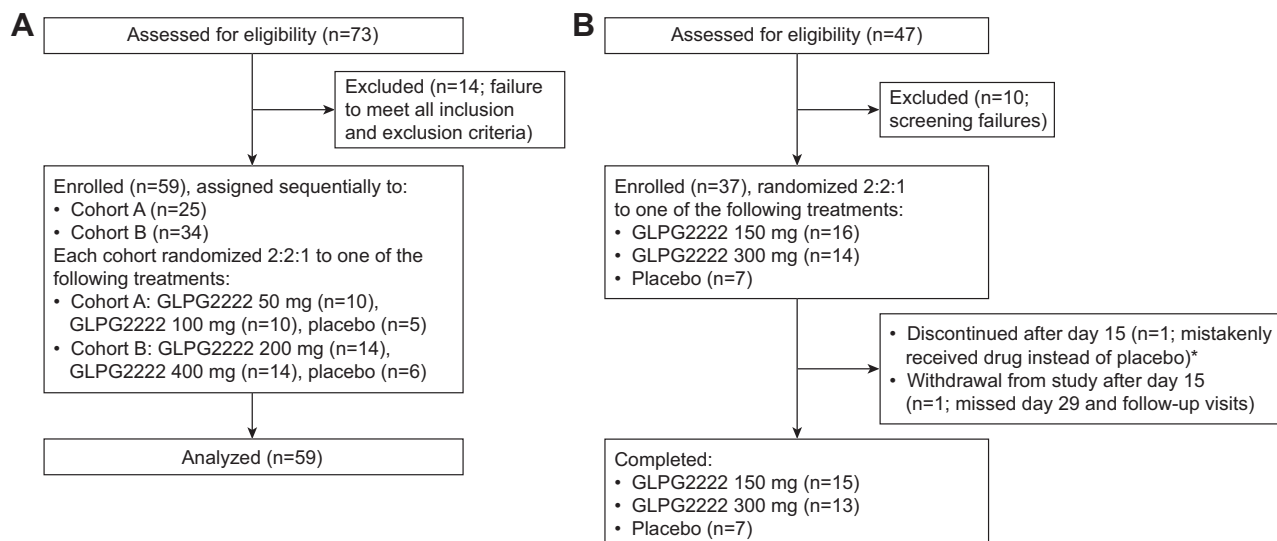 A
Assessed for eligibility (n=73)
Excluded (n=14; failure
to meet all inclusion
and exclusion criteria)
Enrolled (n=59), assigned sequentially to:
• Cohort A (n=25)
• Cohort B (n=34)
Each cohort randomized 2:2:1 to one of the
following treatments:
• Cohort A: GLPG2222 50 mg (n=10),
GLPG2222 100 mg (n=10), placebo (n=5)
• Cohort B: GLPG2222 200 mg (n=14),
GLPG2222 400 mg (n=14), placebo (n=6)
Analyzed (n=59)
B
Assessed for eligibility (n=47)
Excluded (n=10;
screening failures)
Enrolled (n=37), randomized 2:2:1
to one of the following treatments:
• GLPG2222 150 mg (n=16)
• GLPG2222 300 mg (n=14)
• Placebo (n=7)
• Discontinued after day 15 (n=1; mistakenly
received drug instead of placebo)*
• Withdrawal from study after day 15
(n=1; missed day 29 and follow-up visits)
Completed:
• GLPG2222 150 mg (n=15)
• GLPG2222 300 mg (n=13)
• Placebo (n=7)